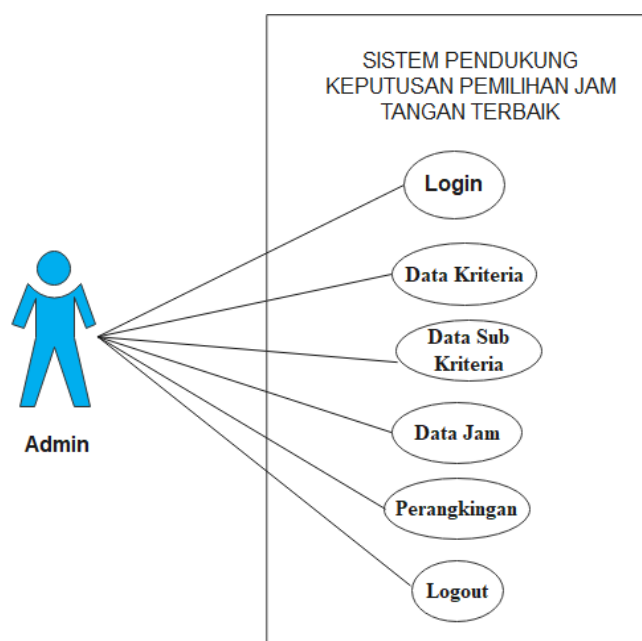 SISTEM PENDUKUNG
KEPUTUSAN PEMILIHAN JAM
TANGAN TERBAIK
Login
Data Kriteria
Data Sub
Kriteria
Data Jam
Perangkingan
Logout
Admin